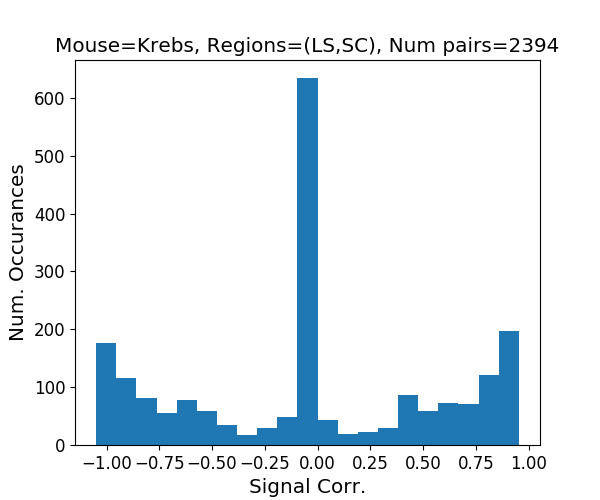 Mouse=Krebs, Regions=(LS,SC), Num pairs=2394
600
500
400
300
200
100
0
Num. Occurances
−1.00 −0.75 −0.50 −0.25 0.00 0.25 0.50 0.75 1.00
Signal Corr.